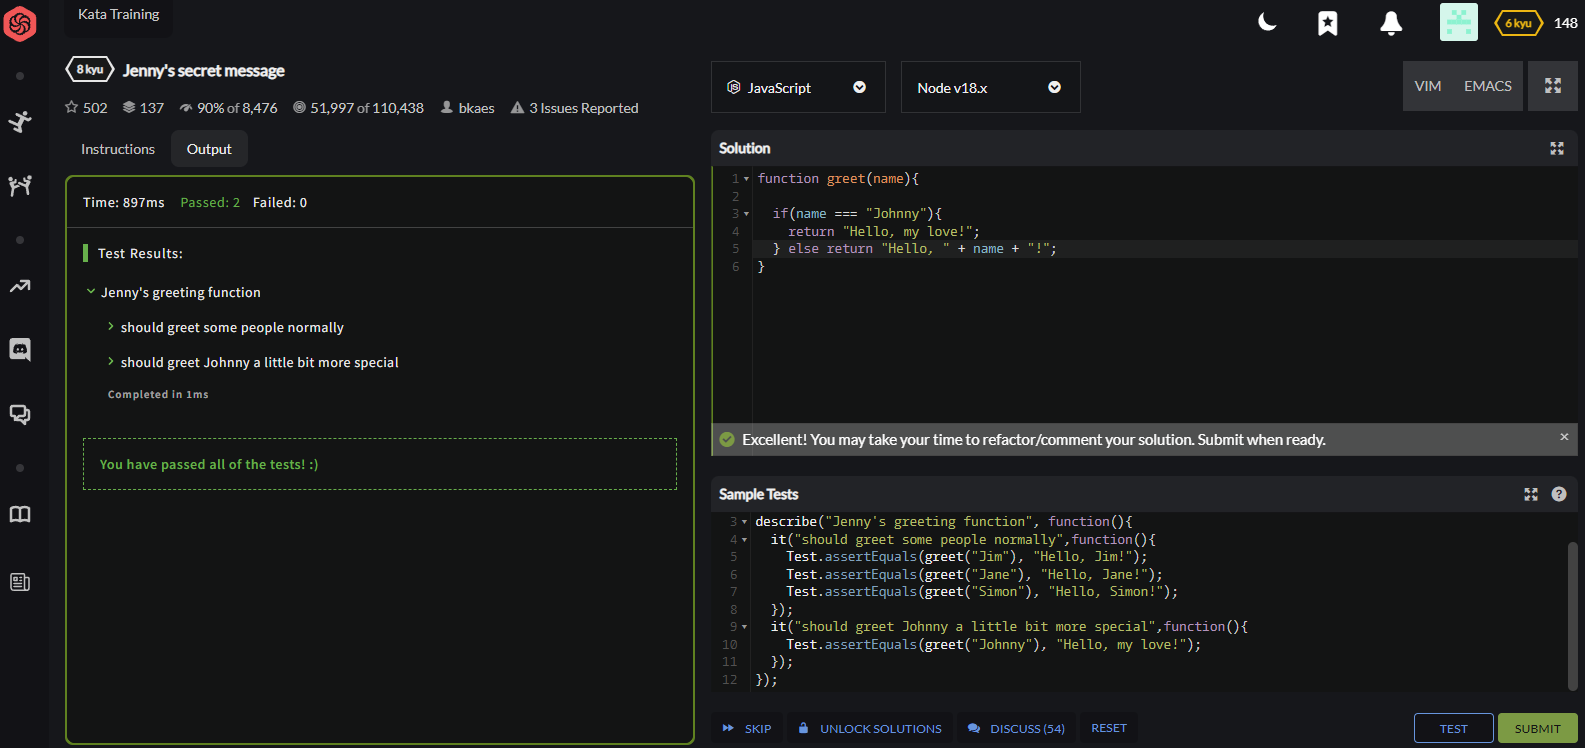 Kata Training
6 kyu
148
8 kyu
Jenny's secret message
502
137
90% of 8,476
51,997 of 110,438
bkaes
3 Issues Reported
Instructions
Output
Time: 897ms Passed: 2 Failed: 0
Test Results:
Jenny's greeting function
should greet some people normally
should greet Johnny a little bit more special
Completed in 1ms
You have passed all of the tests! :)
JavaScript
Node v18.x
VIM
EMACS
Solution
1 function greet(name){
2
3 if(name === "Johnny"){
4 return "Hello, my love!";
5 } else return "Hello, " + name + "!";
6 }
Excellent! You may take your time to refactor/comment your solution. Submit when ready.
×
Sample Tests
?
3 describe("Jenny's greeting function", function(){
4 it("should greet some people normally",function(){
5 Test.assertEquals(greet("Jim"), "Hello, Jim!");
6 Test.assertEquals(greet("Jane"), "Hello, Jane!");
7 Test.assertEquals(greet("Simon"), "Hello, Simon!");
8 });
9 it("should greet Johnny a little bit more special",function(){
10 Test.assertEquals(greet("Johnny"), "Hello, my love!");
11 });
12 });
SKIP
UNLOCK SOLUTIONS
DISCUSS (54)
RESET
TEST
SUBMIT